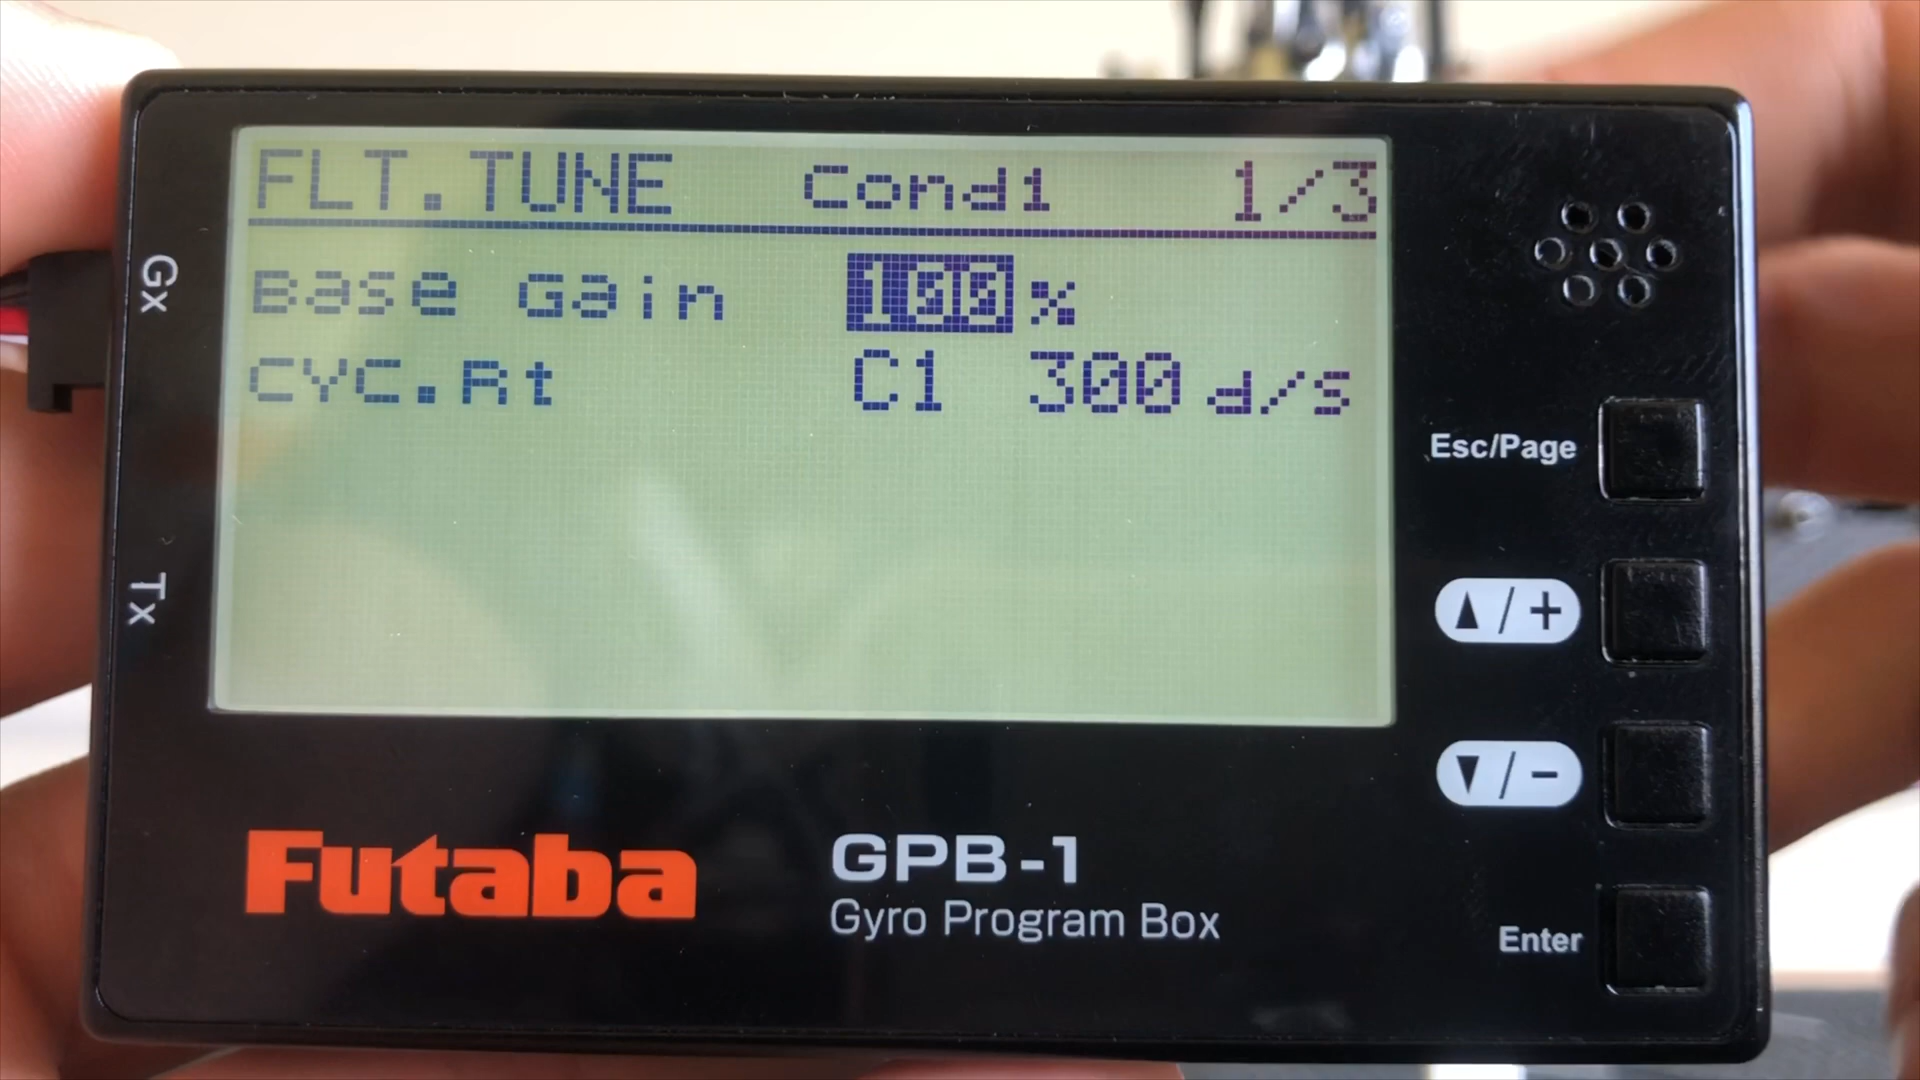 FLT.TUNE Cond1 1/3
Base Gain 100%
CYC.Rt C1 300d/s
Gx
Tx
Esc/Page
▲/+
▼/-
Enter
Futaba
GPB-1
Gyro Program Box